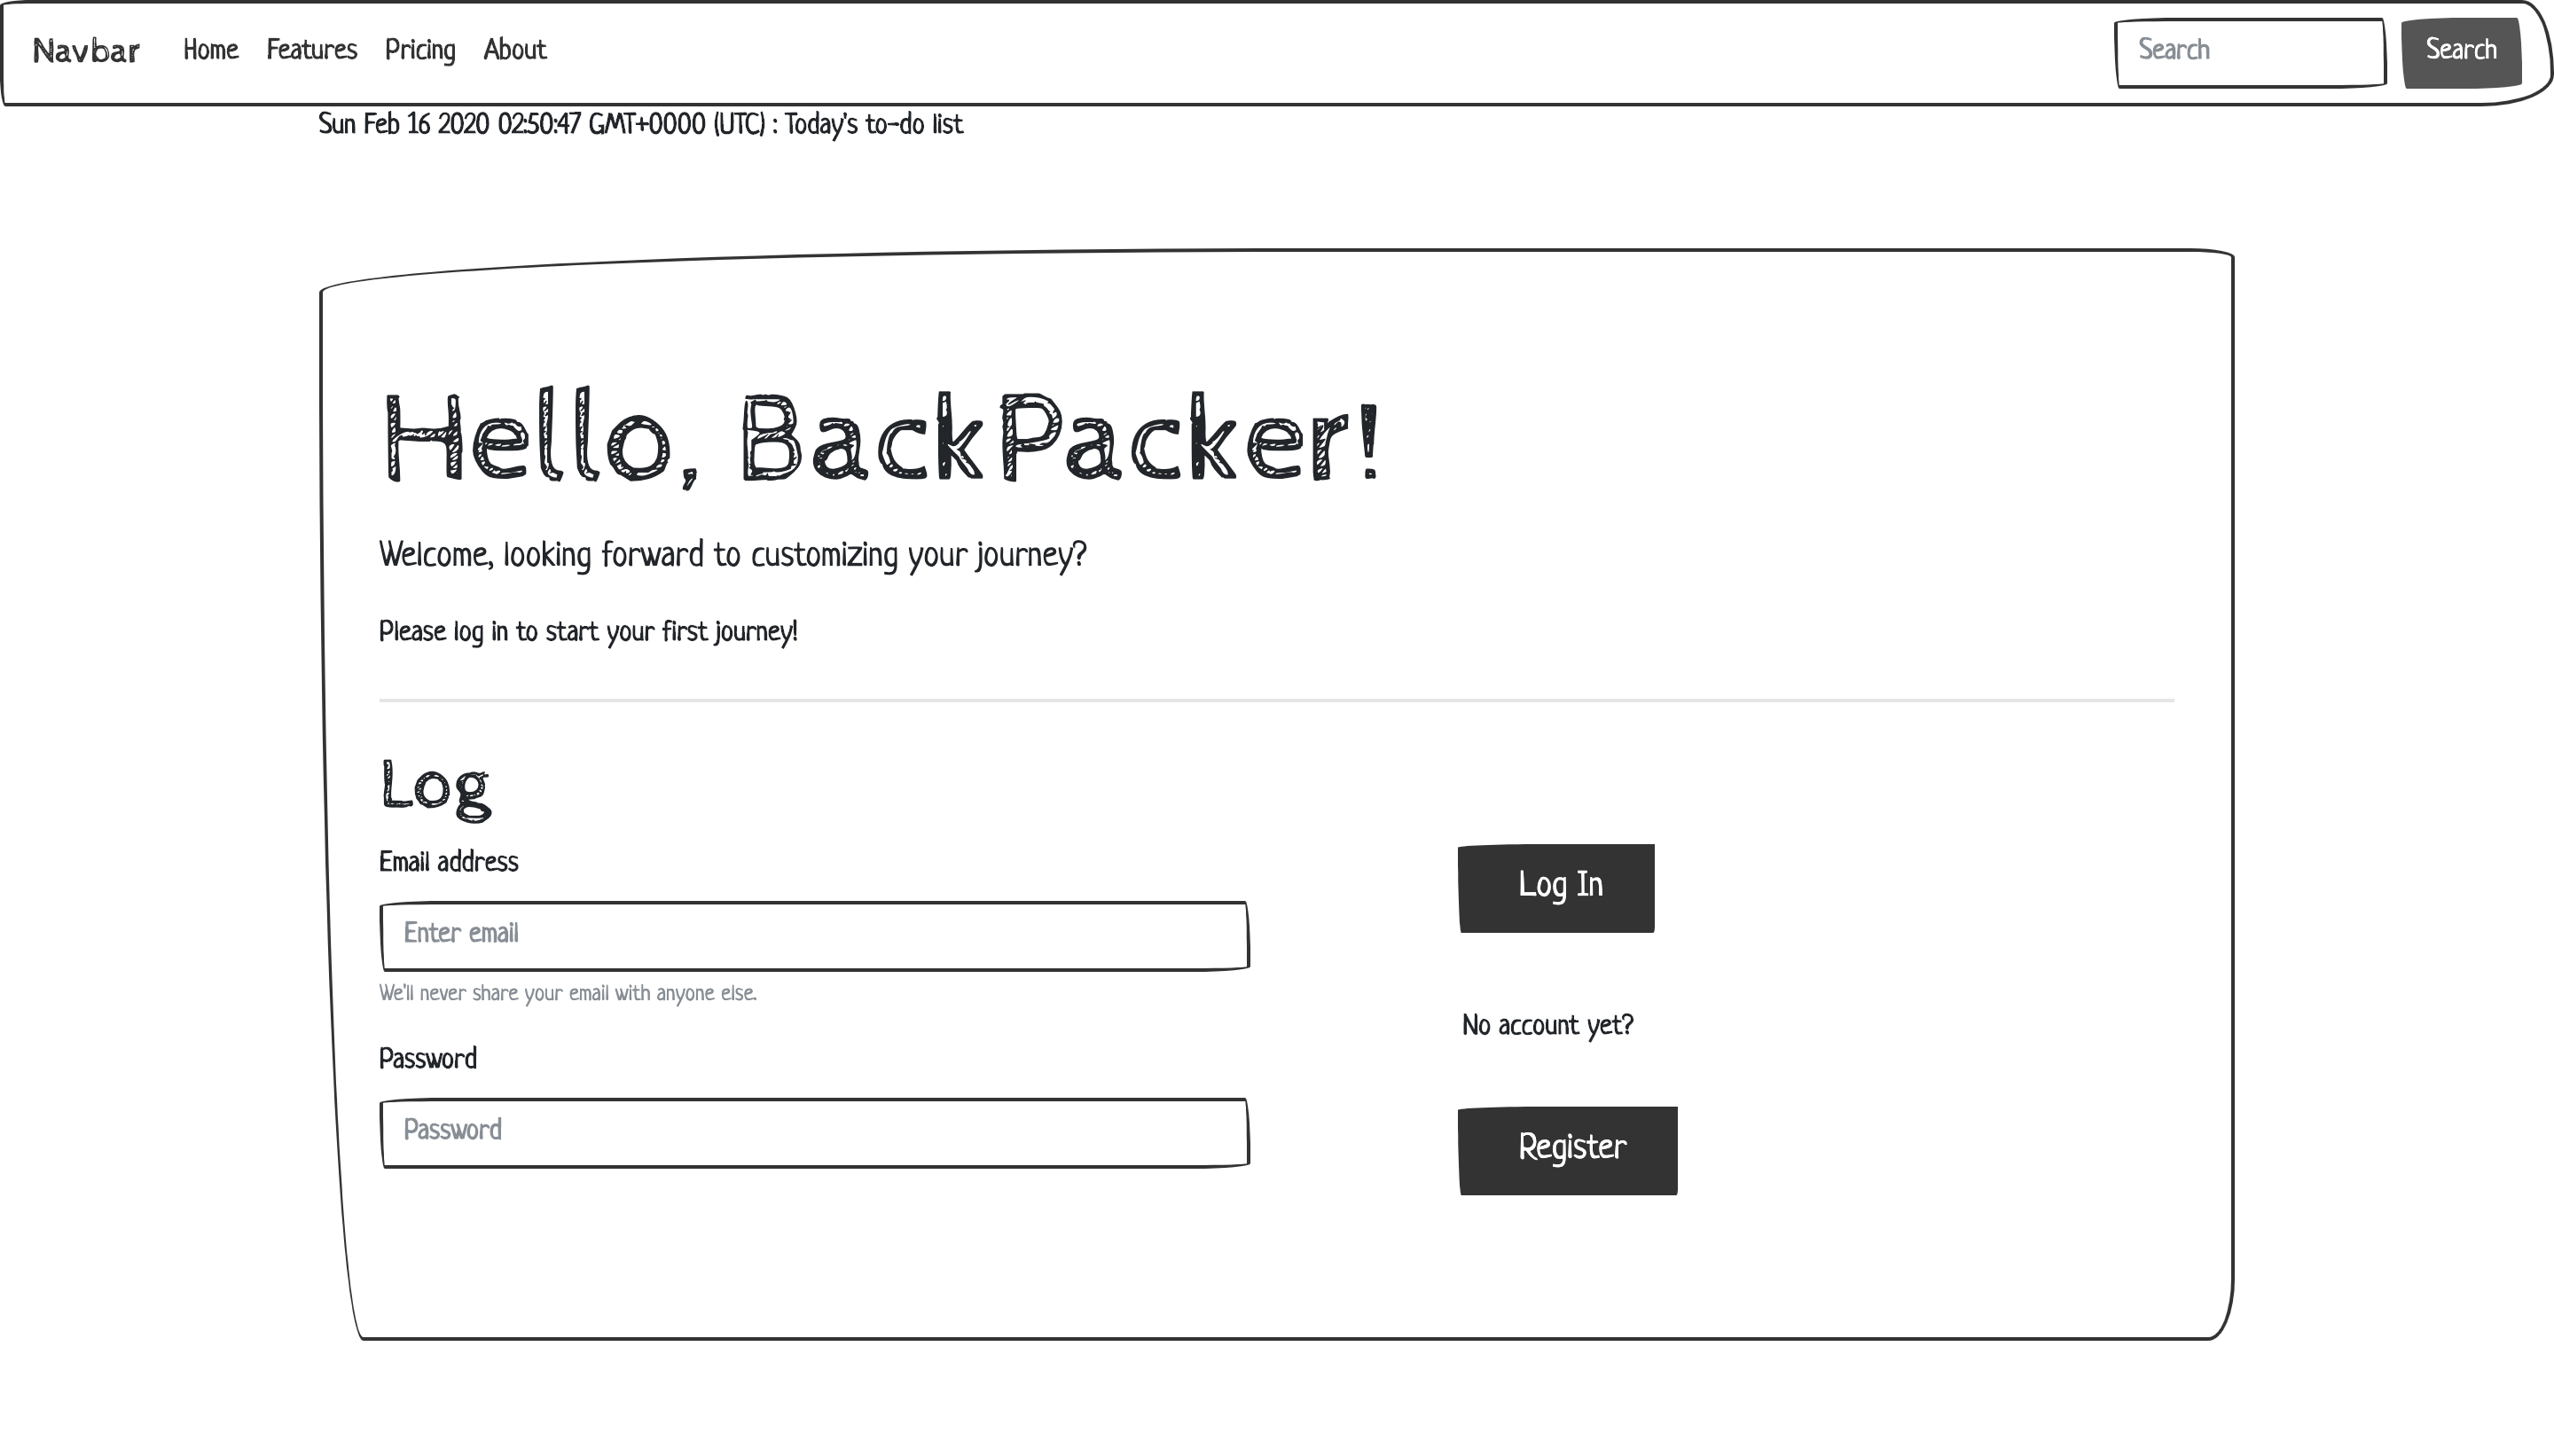 Navbar Home Features Pricing About Search Search
Sun Feb 16 2020 02:50:47 GMT+0000 (UTC) : Today's to-do list
Hello, BackPacker!
Welcome, looking forward to customizing your journey?
Please log in to start your first journey!
Log
Email address
Enter email
We'll never share your email with anyone else.
Password
Password
Log In
No account yet?
Register